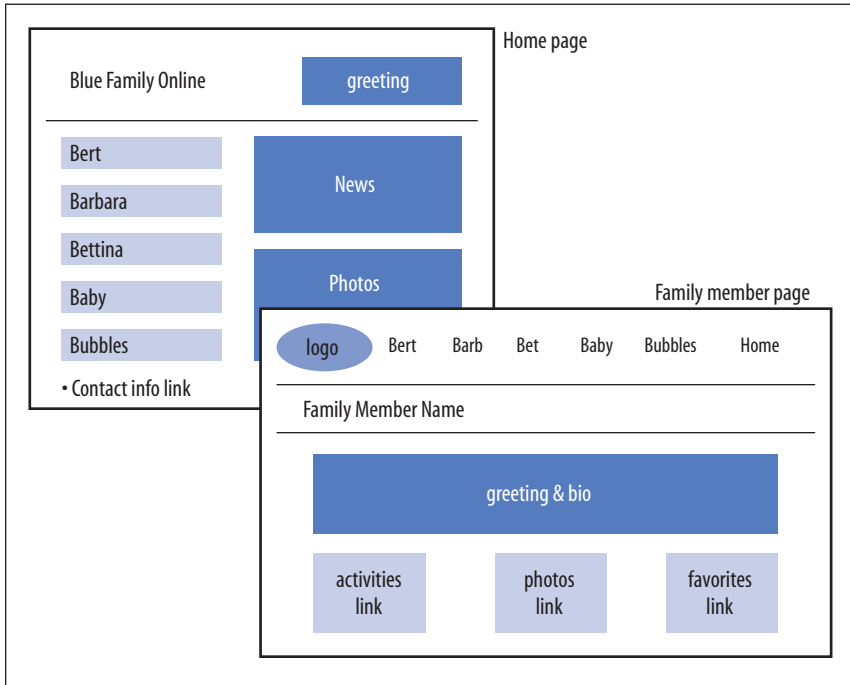 Home page
Blue Family Online
greeting
Bert
Barbara
Bettina
Baby
Bubbles
• Contact info link
News
Photos
Family member page
logo Bert Barb Bet Baby Bubbles Home
Family Member Name
greeting & bio
activities
link
photos
link
favorites
link